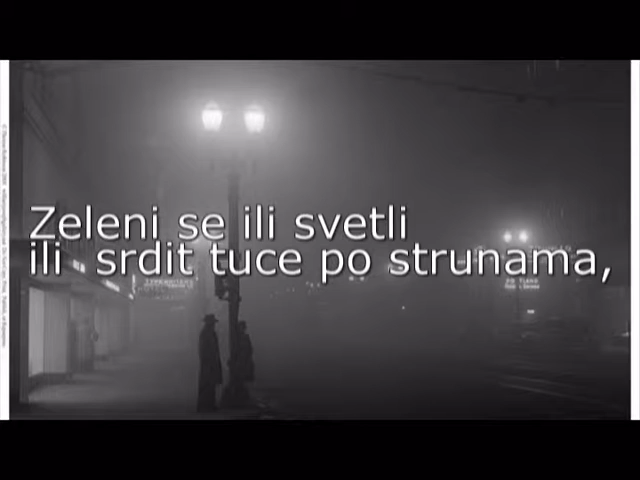 Zeleni se ili svetli
ili srdit tuce po strunama,